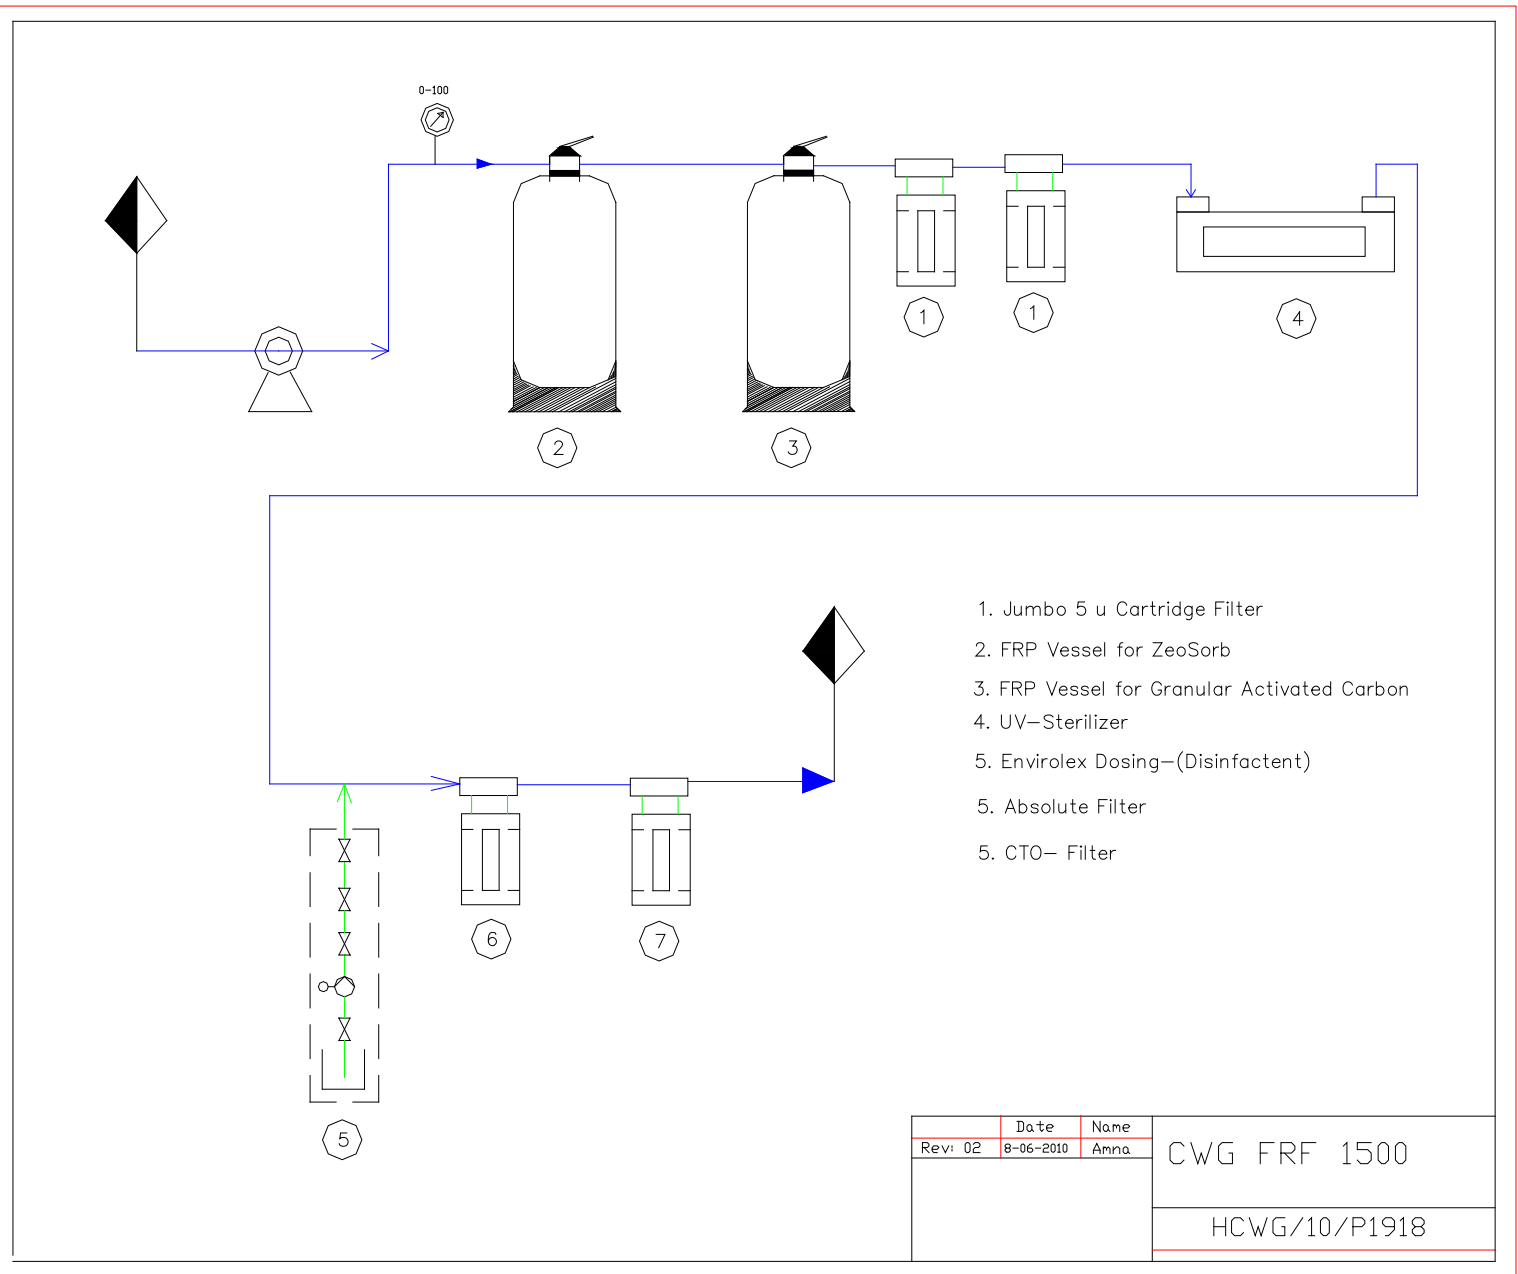 0-100
1
1
4
2
3
1. Jumbo 5 u Cartridge Filter
2. FRP Vessel for ZeoSorb
3. FRP Vessel for Granular Activated Carbon
4. UV-Sterilizer
5. Envirolex Dosing-(Disinfactent)
5. Absolute Filter
5. CTO- Filter
6
7
5
Date Name
Rev: 02 8-06-2010 Amna
CWG FRF 1500
HCWG/10/P1918